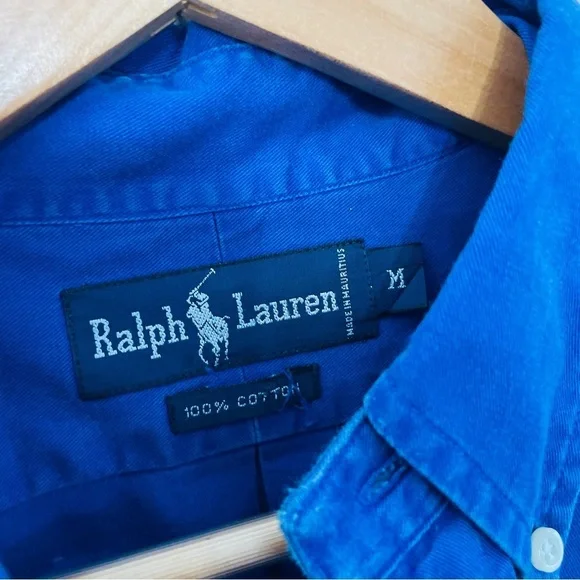 Ralph Lauren
MADE IN MAURITIUS
M
100% COTTON